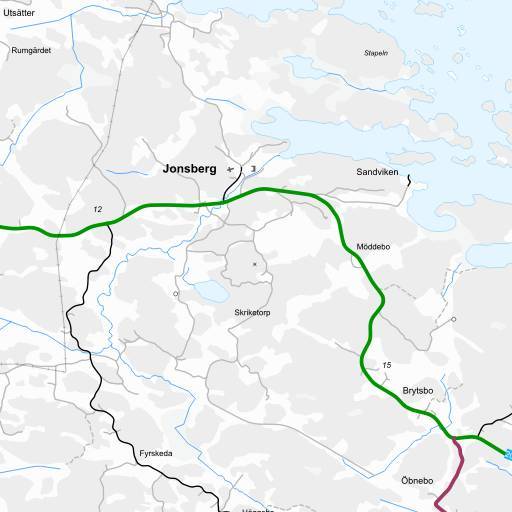 Utsätter
Rumgärdet
Stapeln
Jonsberg
Sandviken
12
Möddebo
Skriketorp
15
Brytsbo
Fyrskeda
Öbnebo